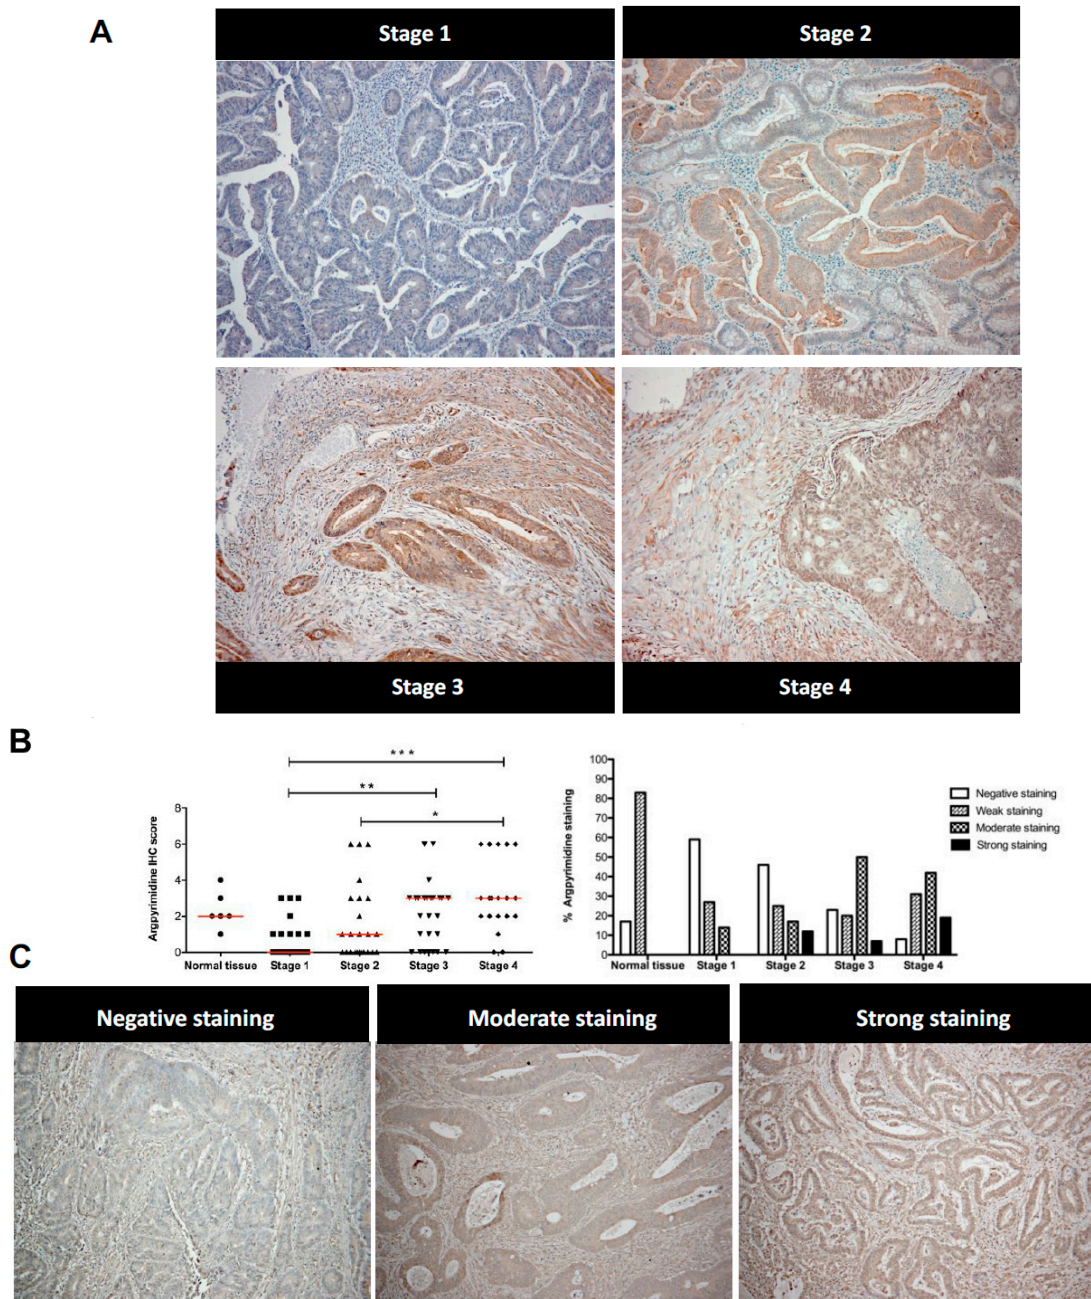 A
Stage 1
Stage 2
Stage 3
Stage 4
B
***
**
*
Argpyrimidine IHC score
8
6
4
2
0
Normal tissue
Stage 1
Stage 2
Stage 3
Stage 4
% Argpyrimidine staining
100
90
80
70
60
50
40
30
20
10
0
Normal tissue
Stage 1
Stage 2
Stage 3
Stage 4
Negative staining
Weak staining
Moderate staining
Strong staining
C
Negative staining
Moderate staining
Strong staining